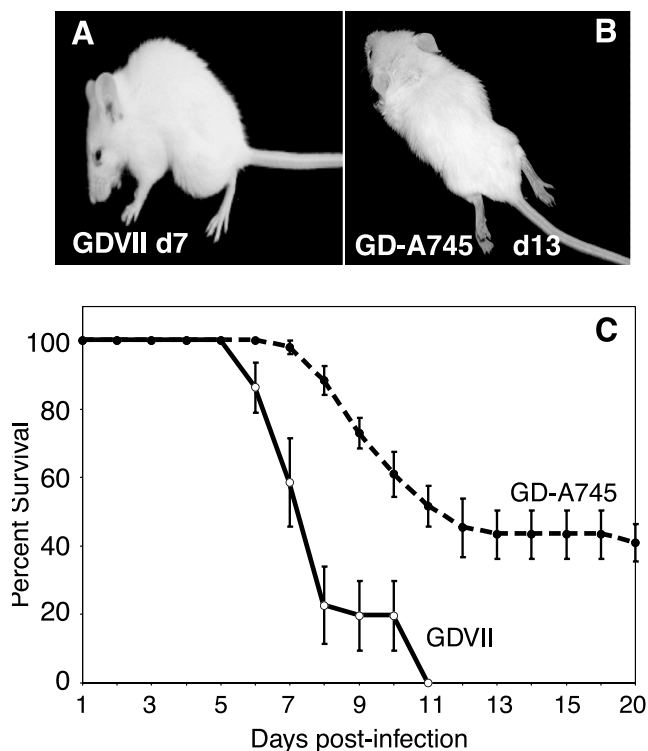 A
B
GDVII d7
GD-A745 d13
C
100
80
60
40
20
0
Percent Survival
GD-A745
GDVII
1 3 5 7 9 11 13 15 20
Days post-infection